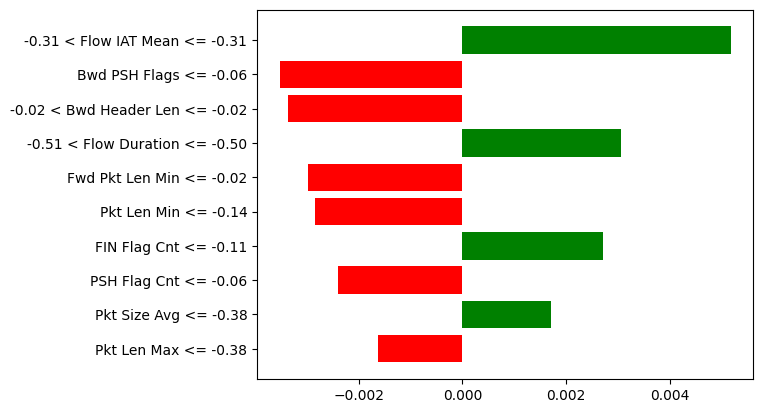 -0.31 < Flow IAT Mean <= -0.31
Bwd PSH Flags <= -0.06
-0.02 < Bwd Header Len <= -0.02
-0.51 < Flow Duration <= -0.50
Fwd Pkt Len Min <= -0.02
Pkt Len Min <= -0.14
FIN Flag Cnt <= -0.11
PSH Flag Cnt <= -0.06
Pkt Size Avg <= -0.38
Pkt Len Max <= -0.38
−0.002 0.000 0.002 0.004